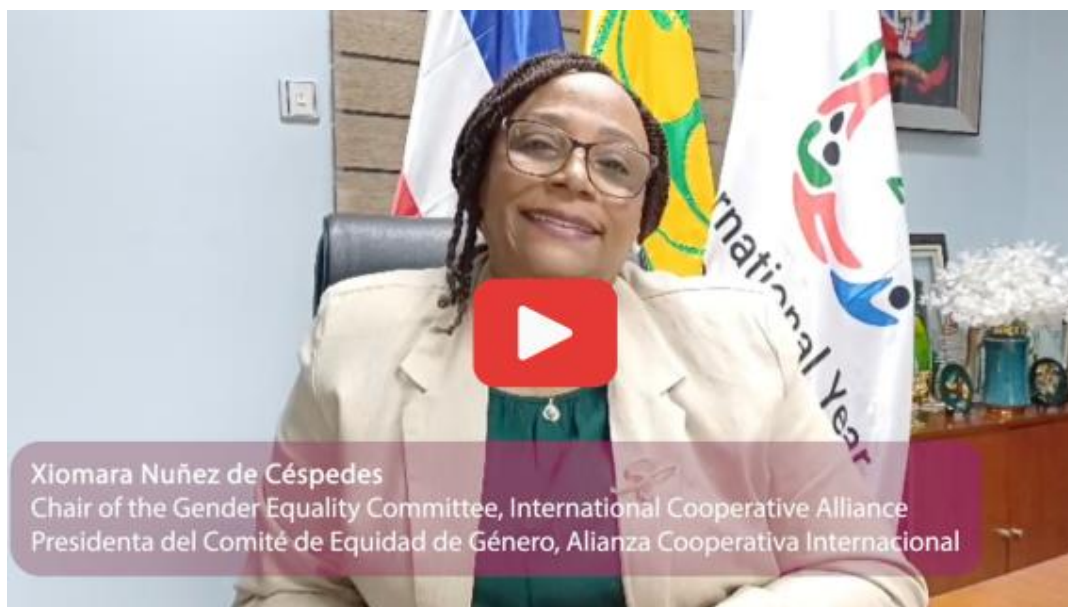 rnational Year
Xiomara Nuñez de Céspedes
Chair of the Gender Equality Committee, International Cooperative Alliance
Presidenta del Comité de Equidad de Género, Alianza Cooperativa Internacional